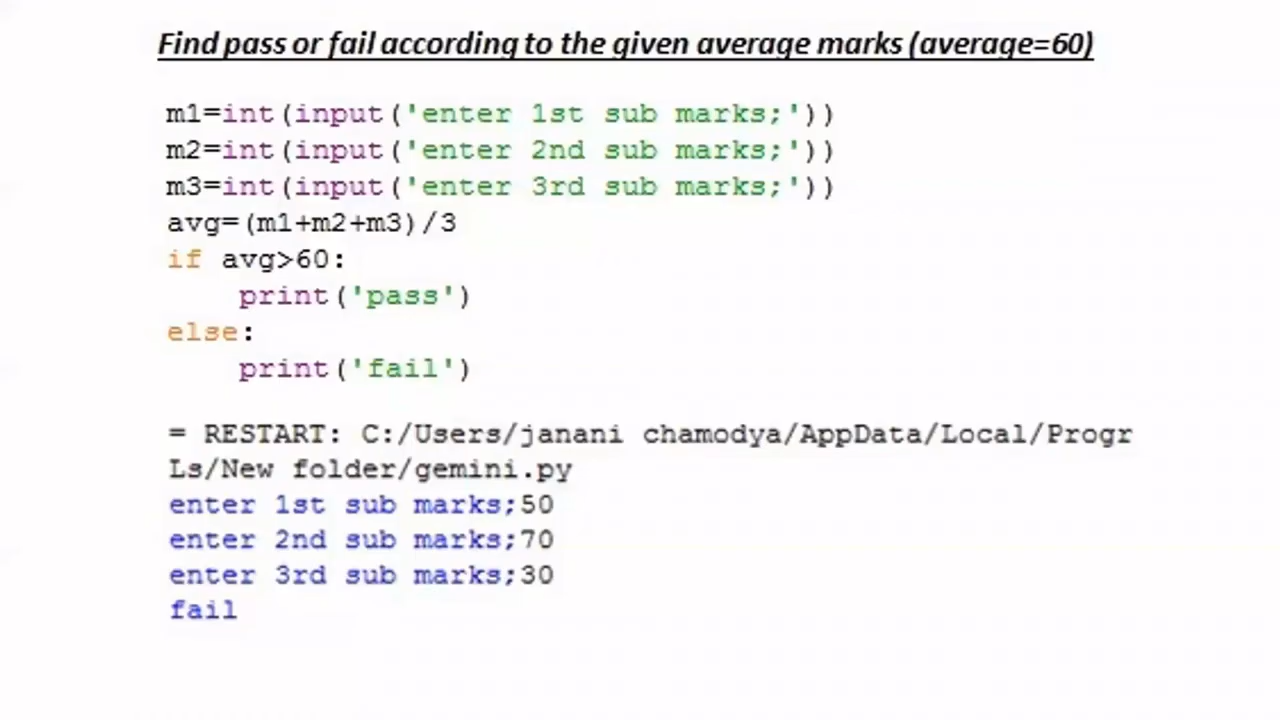 Find pass or fail according to the given average marks (average=60)
m1=int(input('enter 1st sub marks;'))
m2=int(input('enter 2nd sub marks;'))
m3=int(input('enter 3rd sub marks;'))
avg=(m1+m2+m3)/3
if avg>60:
    print('pass')
else:
    print('fail')
= RESTART: C:/Users/janani chamodya/AppData/Local/Progr
Ls/New folder/gemini.py
enter 1st sub marks;50
enter 2nd sub marks;70
enter 3rd sub marks;30
fail